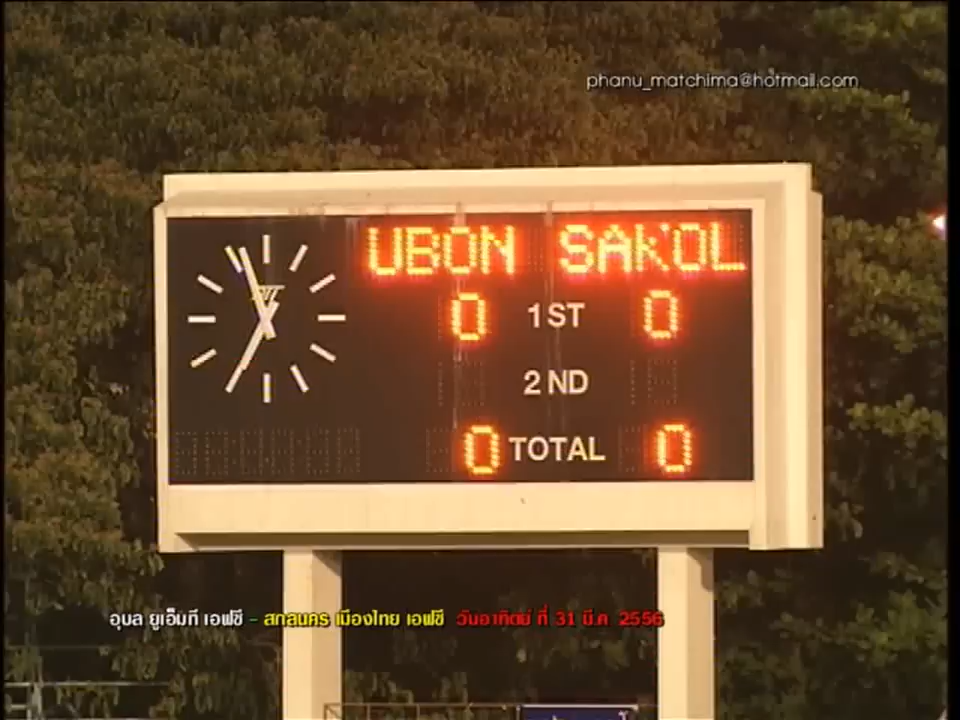 phanu_matchima@hotmail.com
UBON SAKOL
0 1ST 0
2 ND
0 TOTAL 0
อุบล ยูเอ็มที เอฟซี - สกลนคร เมืองไทย เอฟซี วันอาทิตย์ ที่ 31 มี.ค. 2556